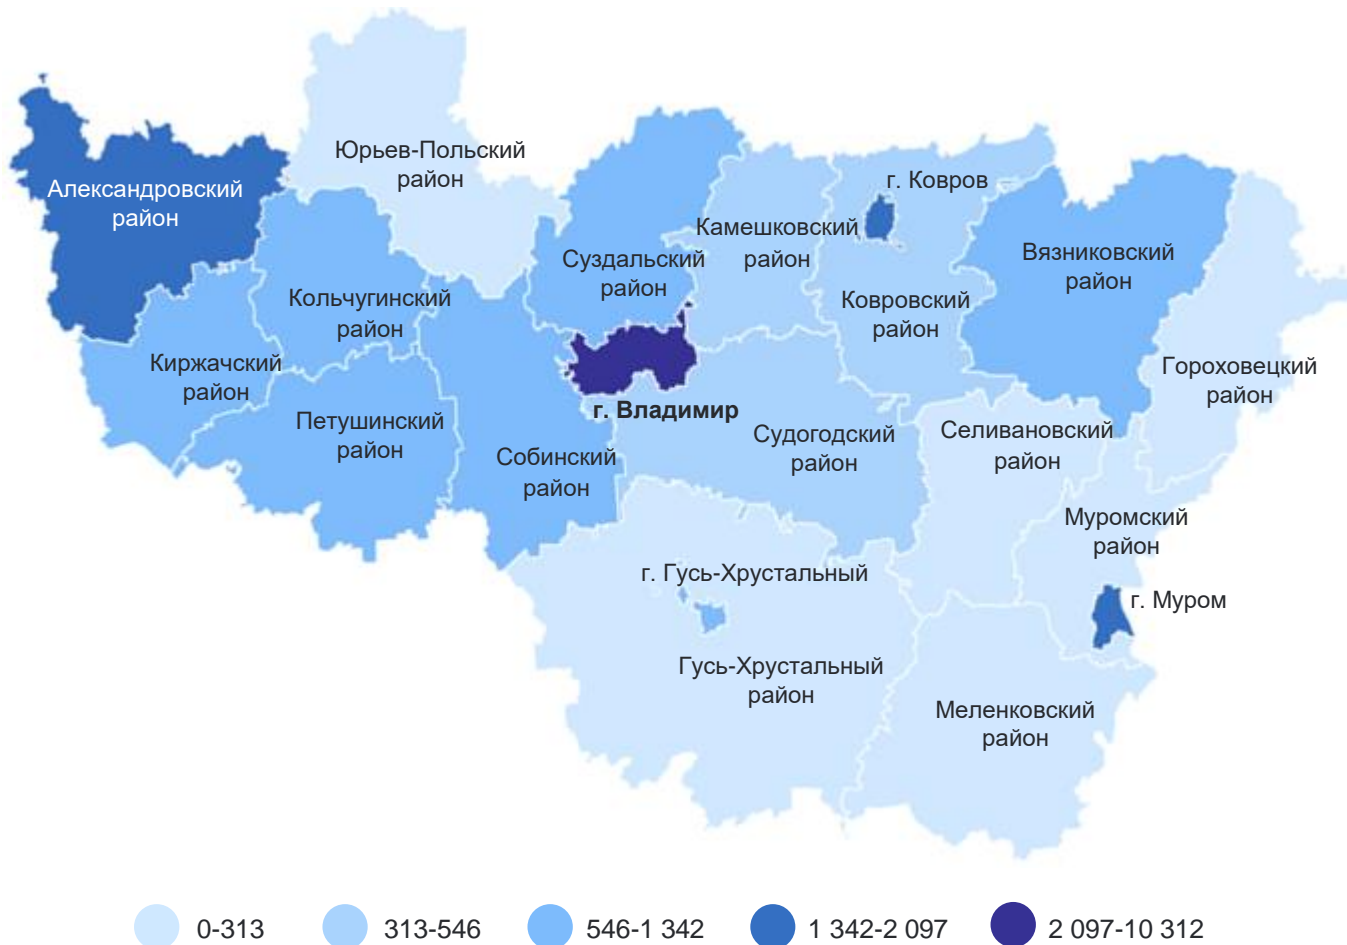 Юрьев-Польский
район
Александровский
район
г. Ковров
Камешковский
район
Суздальский
район
Вязниковский
район
Кольчугинский
район
Ковровский
район
Киржачский
район
Гороховецкий
район
г. Владимир
Петушинский
район
Собинский
район
Судогодский
район
Селивановский
район
Муромский
район
г. Гусь-Хрустальный
г. Муром
Гусь-Хрустальный
район
Меленковский
район
0-313
313-546
546-1 342
1 342-2 097
2 097-10 312